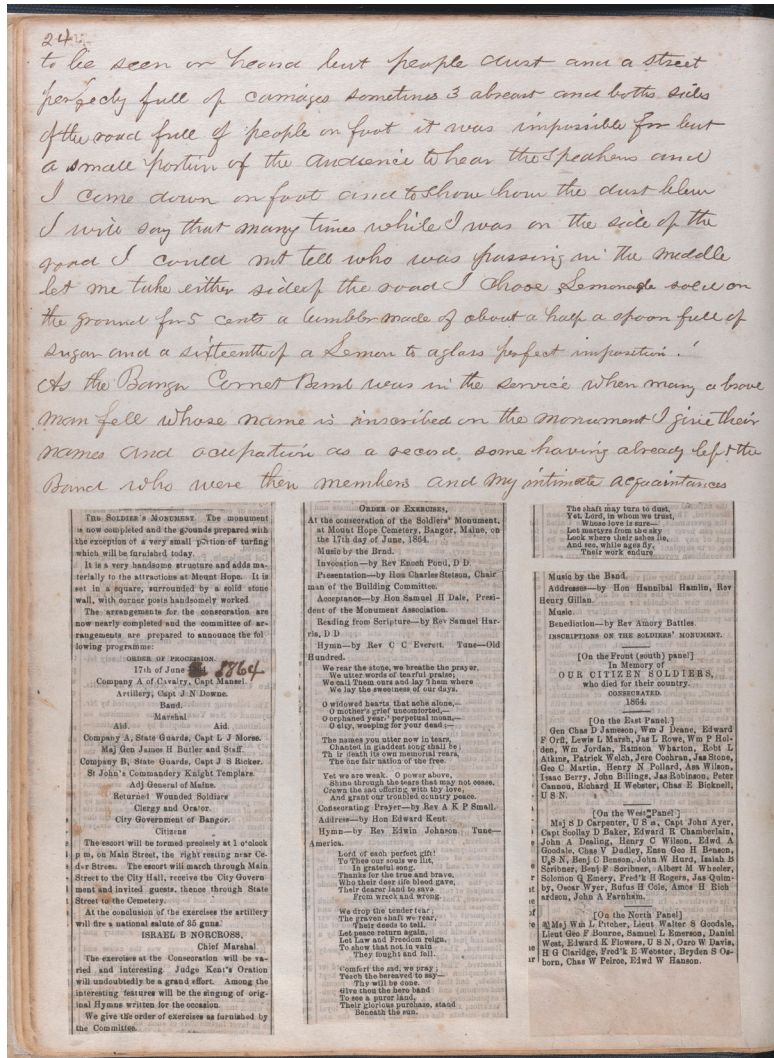 24
to be seen or heard but people dust and a street
perfecly full of carriages sometimes 3 abreast and boths sides
of the road full of people on foot it was impossible for but
a small portion of the audience to hear the Speakers and
I come down on foot and to show how the dust blew
I will say that many times while I was on the side of the
road I could not tell who was passing in the middle
let me take either side of the road I chose Lemonade sold on
the ground for 5 cents a tumbler made of about a half a spoon full of
sugar and a sixteenth of a Lemon to a glass perfect imposition !
As the Bangor Cornet Band was in the service when many a brave
man fell whose name is inscribed on the monument I give their
names and ocupation as a record some having already left the
Band who were then members and my intimate acquaintances
THE SOLDIER'S MONUMENT. The monument
is now completed and the grounds prepared with
the exception of a very small portion of turfing
which will be furnished today.
It is a very handsome structure and adds ma-
terially to the attractions at Mount Hope. It is
set in a square, surrounded by a solid stone
wall, with corner posts handsomely worked
The arrangements for the consecration are
now nearly completed and the committee of ar-
rangements are prepared to announce the fol
lowing programme:
ORDER OF PROCESSION.
17th of June 1864
Company A of Cavalry, Capt Mansel.
Artillery, Capt J N Downe.
Band.
Marshal
Aid. Aid.
Company A, State Guards, Capt L J Morse.
Maj Gen James H Butler and Staff.
Company B, State Guards, Capt J S Ricker.
St John's Commandery Knight Templars.
Adj General of Maine.
Returned Wounded Soldiers
Clergy and Orator.
City Government of Bangor.
Citizens
The escort will be formed precisely at 1 o'clock
p m, on Main Street, the right resting near Ce-
dar Street. The escort will march through Main
Street to the City Hall, receive the City Govern
ment and invited guests, thence through State
Street to the Cemetery.
At the conclusion of the exercises the artillery
will fire a national salute of 35 guns.
ISRAEL B NORCROSS,
Chief Marshal
The exercises at the Consecration will be va-
ried and interesting. Judge Kent's Oration
will undoubtedly be a grand effort. Among the
interesting features will be the singing of orig-
inal Hymns written for the occasion.
We give the order of exercises as furnished by
the Committee.
ORDER OF EXERCISES,
At the consecration of the Soldiers' Monument,
at Mount Hope Cemetery, Bangor, Maine, on
the 17th day of June, 1864.
Music by the Band.
Invocation—by Rev Enoch Pond, D D.
Presentation—by Hon Charles Stetson, Chair
man of the Building Committee.
Acceptance—by Hon Samuel H Dale, Presi-
dent of the Monument Association.
Reading from Scripture—by Rev Samuel Har-
ris, D D
Hymn—by Rev C C Everett. Tune—Old
Hundred.
We rear the stone, we breathe the prayer,
We utter words of tearful praise;
We call Them ours and lay Them where
We lay the sweetness of our days.
O widowed hearts, that ache alone,—
O mother's grief uncomforted,—
O orphaned year,' perpetual moan,—
O city, weeping for your dead;—
The names you utter now in tears,
Chanted in gladdest song shall be;
Th ir death its own memorial rears,
The one fair nation of the free.
Yet we are weak. O power above,
Shine through the tears that may not cease,
Crown the sad offering with thy love,
And grant our troubled country peace.
Consecrating Prayer—by Rev A K P Small.
Address—by Hon Edward Kent.
Hymn—by Rev Edwin Johnson Tune—
America.
Lord of each perfect gift!
To Thee our souls we lift,
In grateful song.
Thanks for the true and brave,
Who their dear life blood gave,
Their dearer land to save
From wreck and wrong.
We drop the tender tear;
The graven shaft we rear,
Their deeds to tell.
Let peace return again,
Let Law and Freedom reign,
To show that not in vain
They fought and fell.
Comfort the sad, we pray;
Teach the bereaved to say—
Thy will be done.
Give thou the hero band
To see a purer land,
Their glorious purchase, stand
Beneath the sun.
The shaft may turn to dust,
Yet, Lord, in whom we trust,
Whose love is sure—
Let martyrs from the sky
Look where their ashes lie,
And see, while ages fly,
Their work endure
Music by the Band.
Addresses—by Hon Hannibal Hamlin, Rev
Henry Gillan.
Music.
Benediction—by Rev Amory Battles.
INSCRIPTIONS ON THE SOLDIERS' MONUMENT.
[On the Front (south) panel]
In Memory of
OUR CITIZEN SOLDIERS,
who died for their country.
CONSECRATED.
1864.
[On the East Panel.]
Gen Chas D Jameson, Wm J Deane, Edward
F Orff, Lewis L Marsh, Jas L Rowe, Wm P Hol-
den, Wm Jordan, Ramson Wharton, Robt L
Atkins, Patrick Welch, Jere Cochran, Jas Stone,
Geo C Martin, Henry N Pollard, Asa Wilson,
Isaac Berry, John Billings, Jas Robinson, Peter
Cannon, Richard H Webster, Chas E Bicknell,
U S N.
[On the West Panel]
Maj S D Carpenter, U S A, Capt John Ayer,
Capt Scollay D Baker, Edward R Chamberlain,
John A Dealing, Henry C Wright, Edwd A
Goodale, Chas V Dudley, Ensn Geo H Benson,
U S N, Benj C Benson, John W Hurd, Isaiah B
Scribner, Benj F Scribner, Albert M Wheeler,
Solomon G Emery, Fred'k H Rogers, Jas Quim-
by, Oscar Wyer, Rufus H Cole, Amos H Rich
ardson, John A Farnham.
[On the North Panel]
Maj Wm L Pitcher, Lieut Walter S Goodale,
Lieut Geo F Bourne, Samuel L Emerson, Daniel
West, Edward K Flowers, U S N, Ozro W Davis,
H G Claridge, Fred'k E Webster, Bryden S Os-
born, Chas W Peirce, Edwd W Hanson.